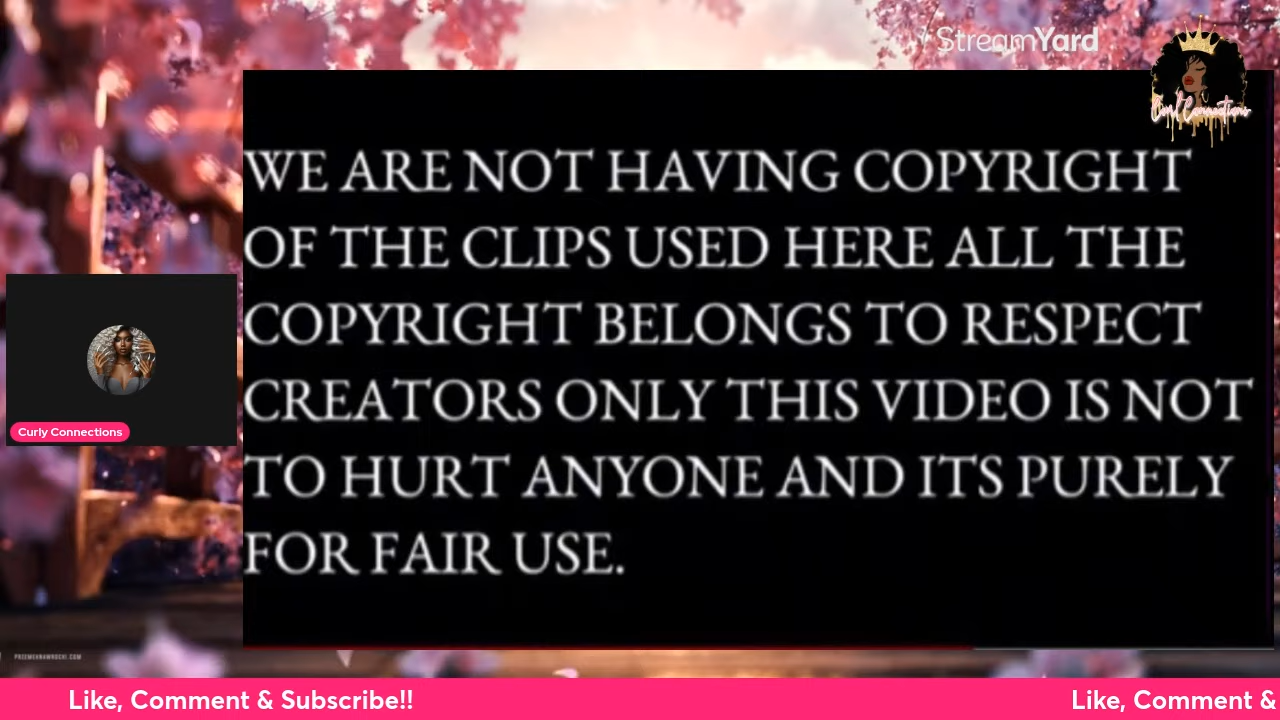 StreamYard
Curl Connections
WE ARE NOT HAVING COPYRIGHT
OF THE CLIPS USED HERE ALL THE
COPYRIGHT BELONGS TO RESPECT
CREATORS ONLY THIS VIDEO IS NOT
TO HURT ANYONE AND ITS PURELY
FOR FAIR USE.
Curly Connections
Like, Comment & Subscribe!!
Like, Comment &